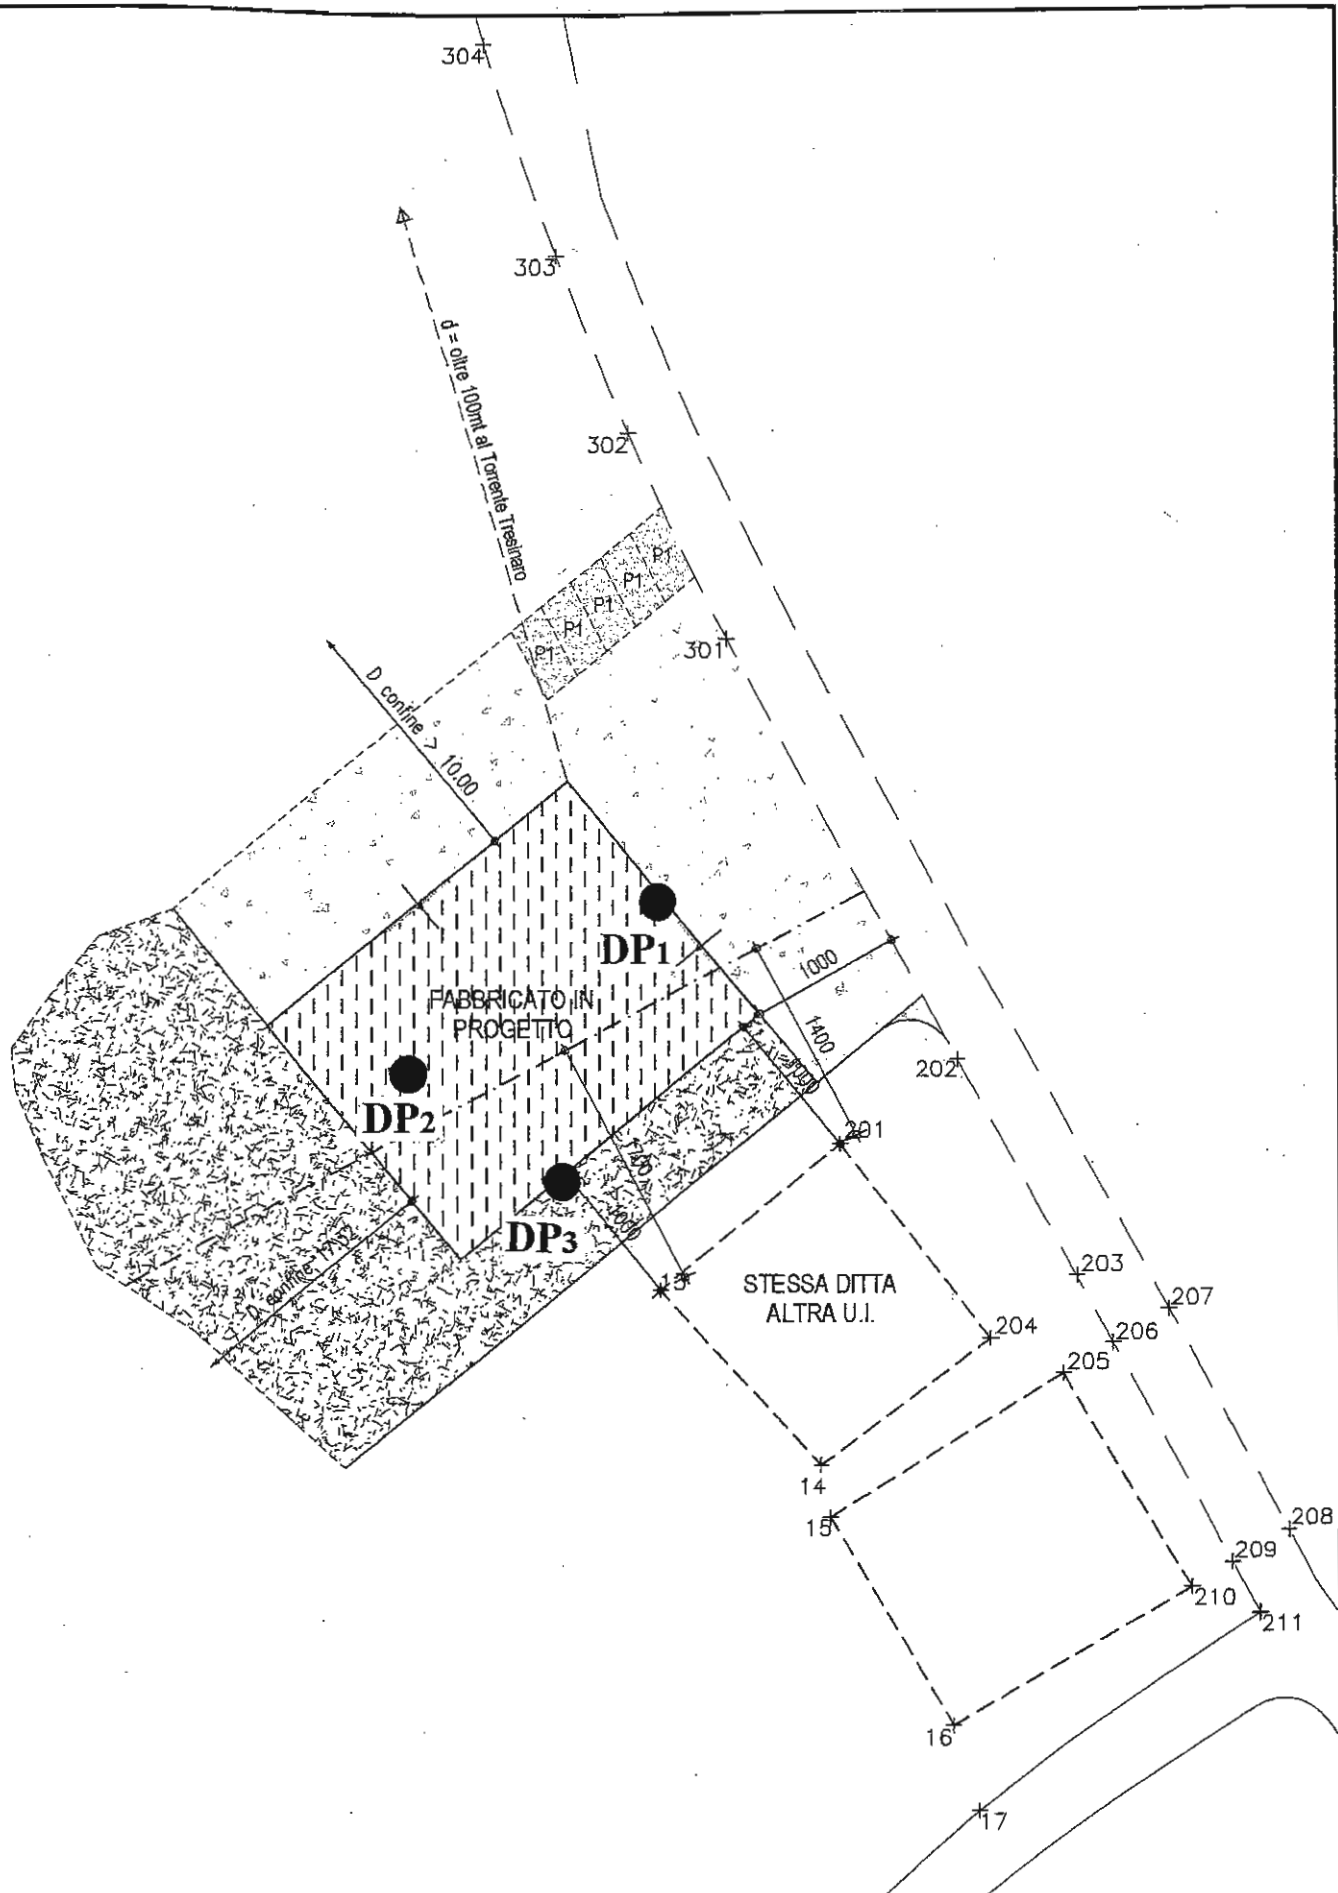 304
303
d = oltre 100mt al Torrente Tresinaro
302
P1
P1
P1
P1
P1
301
D confine > 10.00
DP1
1000
FABBRICATO IN
PROGETTO
1400
202
DP2
1000
201
1400
1000
DP3
D confine
13
STESSA DITTA
ALTRA U.I.
203
207
204
206
205
14
15
208
209
210
211
16
17